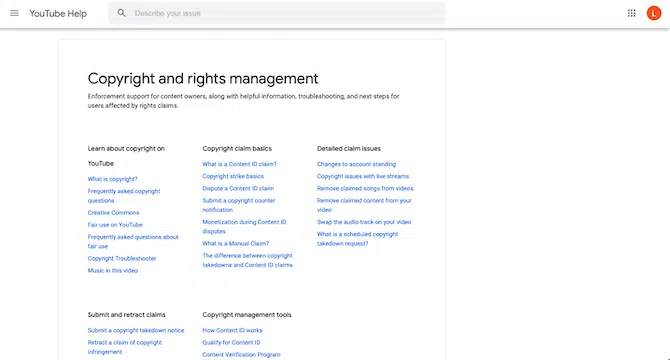 YouTube Help
Describe your issue
L
Copyright and rights management
Enforcement support for content owners, along with helpful information, troubleshooting, and next steps for
users affected by rights claims.
Learn about copyright on
YouTube
What is copyright?
Frequently asked copyright
questions
Creative Commons
Fair use on YouTube
Frequently asked questions about
fair use
Copyright Troubleshooter
Music in this video
Copyright claim basics
What is a Content ID claim?
Copyright strike basics
Dispute a Content ID claim
Submit a copyright counter
notification
Monetization during Content ID
disputes
What is a Manual Claim?
The difference between copyright
takedowns and Content ID claims
Detailed claim issues
Changes to account standing
Copyright issues with live streams
Remove claimed songs from videos
Remove claimed content from your
video
Swap the audio track on your video
What is a scheduled copyright
takedown request?
Submit and retract claims
Submit a copyright takedown notice
Retract a claim of copyright
infringement
Copyright management tools
How Content ID works
Qualify for Content ID
Content Verification Program